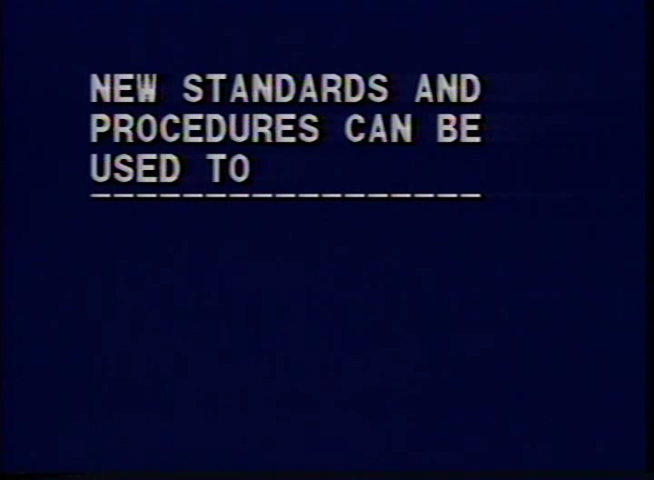 NEW STANDARDS AND
PROCEDURES CAN BE
USED TO